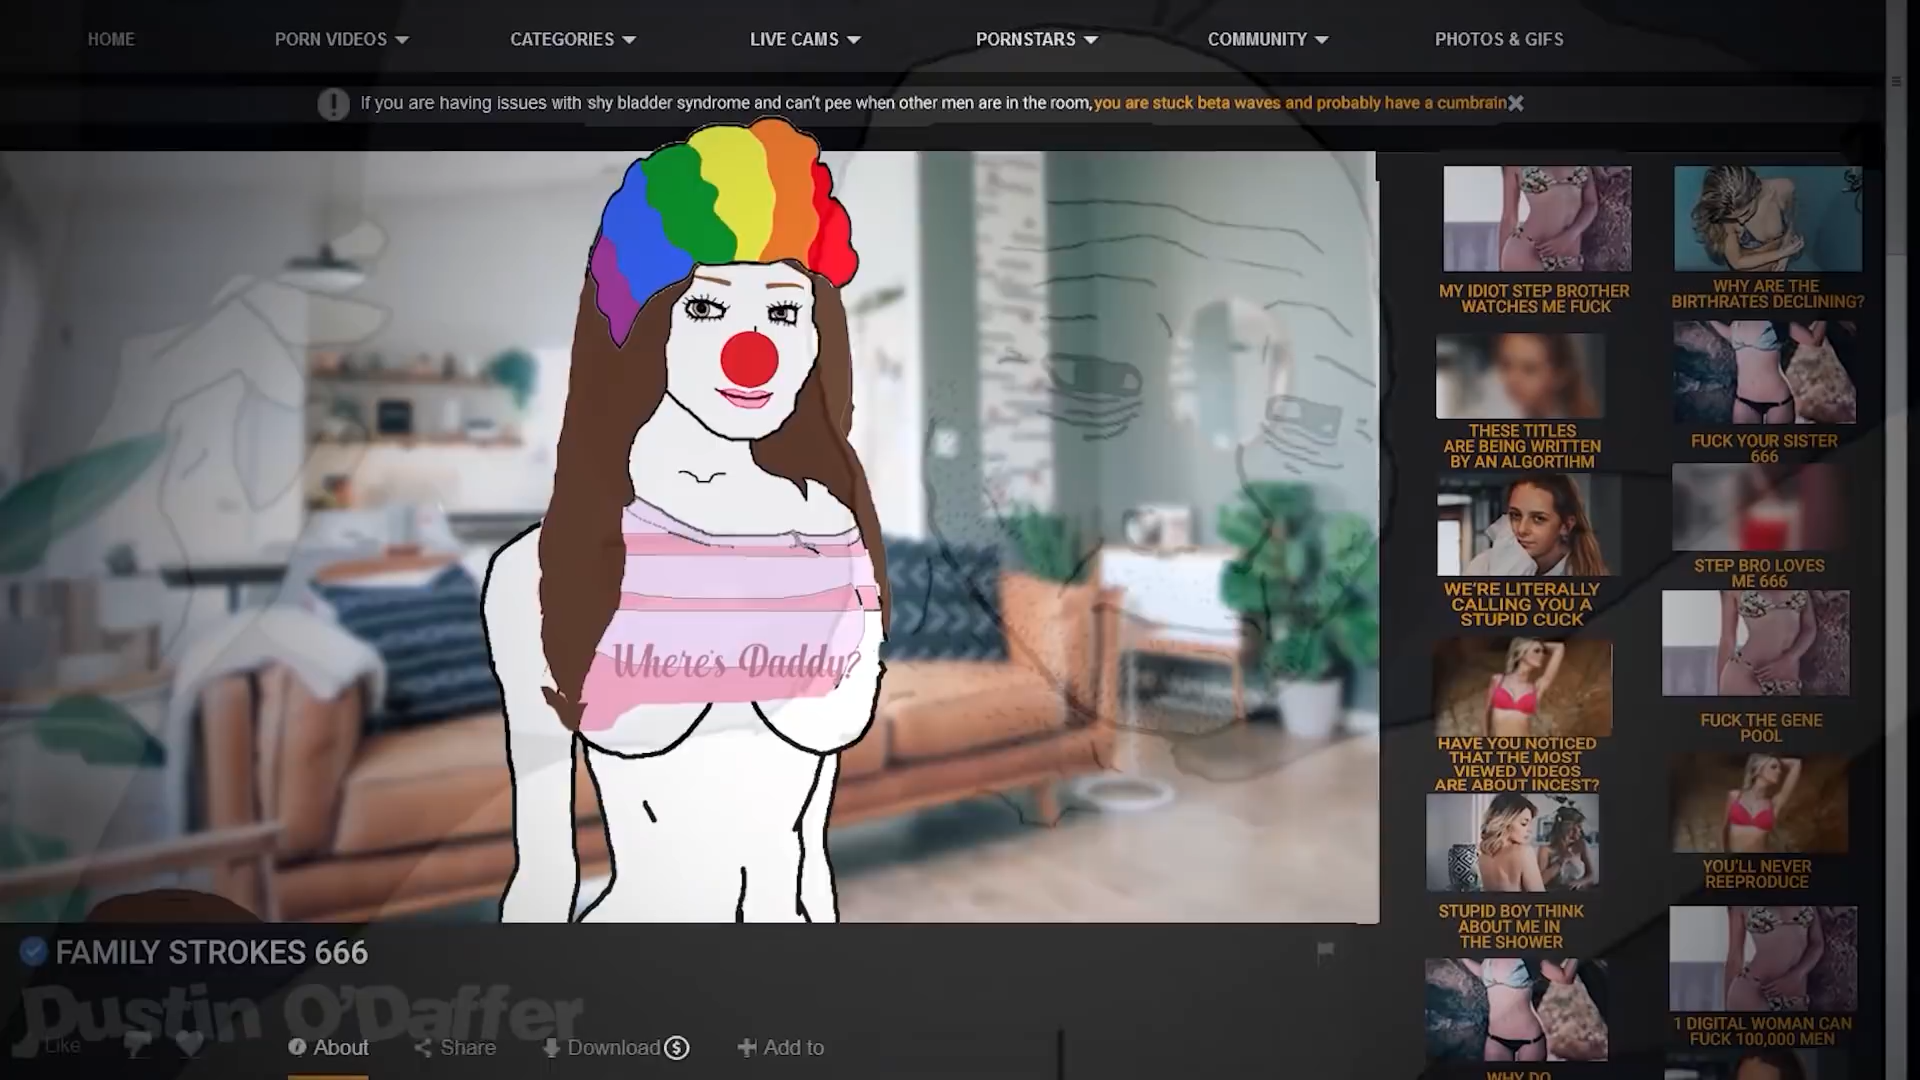 HOME
PORN VIDEOS
CATEGORIES
LIVE CAMS
PORNSTARS
COMMUNITY
PHOTOS & GIFS
If you are having issues with shy bladder syndrome and can't pee when other men are in the room, you are stuck beta waves and probably have a cumbrain
Where's Daddy?
MY IDIOT STEP BROTHER
WATCHES ME FUCK
WHY ARE THE
BIRTHRATES DECLINING?
THESE TITLES
ARE BEING WRITTEN
BY AN ALGORTIHM
FUCK YOUR SISTER
666
WE'RE LITERALLY
CALLING YOU A
STUPID CUCK
STEP BRO LOVES
ME 666
HAVE YOU NOTICED
THAT THE MOST
VIEWED VIDEOS
ARE ABOUT INCEST?
FUCK THE GENE
POOL
STUPID BOY THINK
ABOUT ME IN
THE SHOWER
YOU'LL NEVER
REEPRODUCE
1 DIGITAL WOMAN CAN
FUCK 100,000 MEN
WHY DO
FAMILY STROKES 666
Dustin O'Daffer
Like
About
Share
Download
Add to